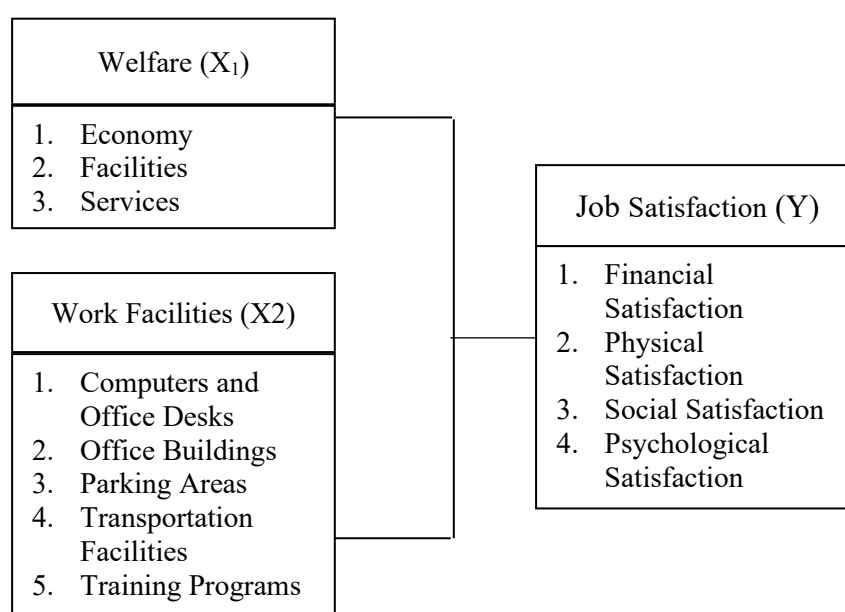 Welfare (X₁)
1. Economy
2. Facilities
3. Services
Work Facilities (X2)
1. Computers and
Office Desks
2. Office Buildings
3. Parking Areas
4. Transportation
Facilities
5. Training Programs
Job Satisfaction (Y)
1. Financial
Satisfaction
2. Physical
Satisfaction
3. Social Satisfaction
4. Psychological
Satisfaction